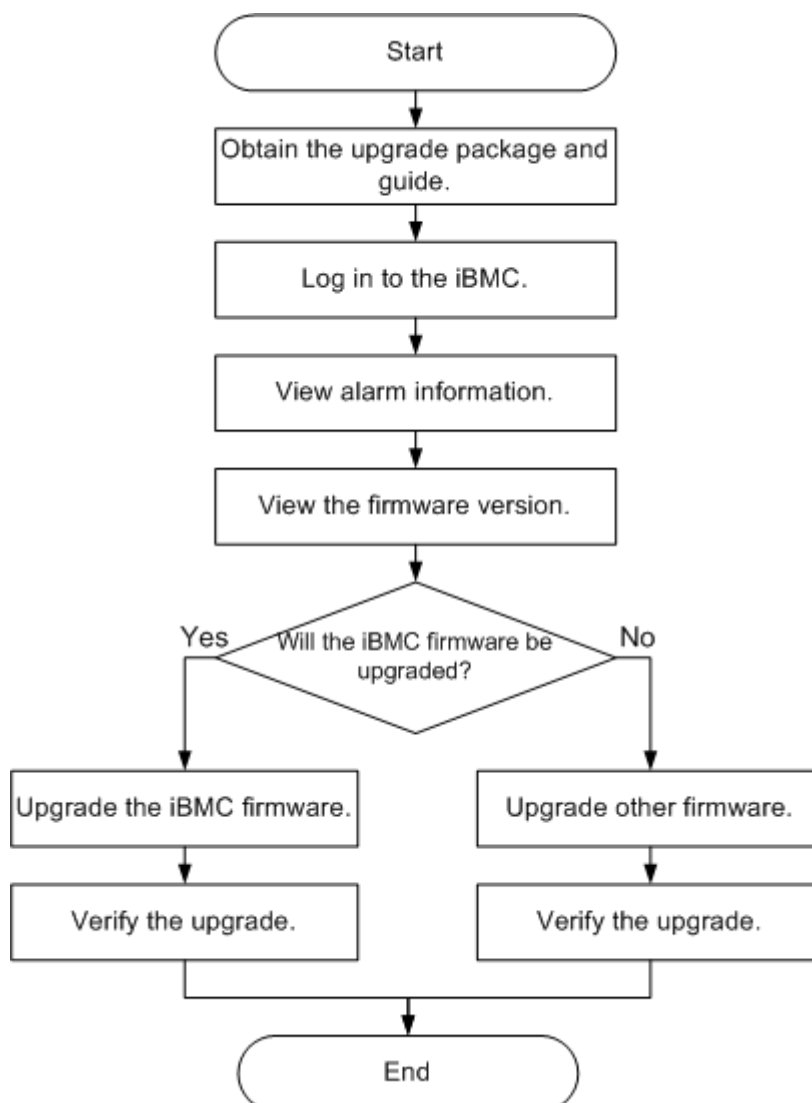 Start
Obtain the upgrade package and
guide.
Log in to the iBMC.
View alarm information.
View the firmware version.
Yes
Will the iBMC firmware be
upgraded?
No
Upgrade the iBMC firmware.
Upgrade other firmware.
Verify the upgrade.
Verify the upgrade.
End